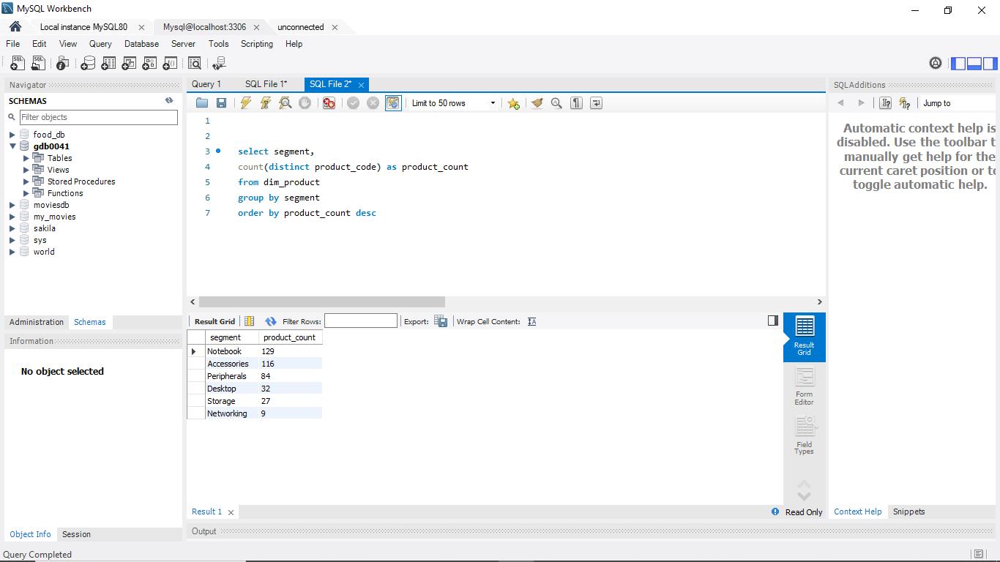 MySQL Workbench
Local instance MySQL80
Mysql@localhost:3306
unconnected
File Edit View Query Database Server Tools Scripting Help
Navigator
SCHEMAS
Filter objects
food_db
gdb0041
Tables
Views
Stored Procedures
Functions
moviesdb
my_movies
sakila
sys
world
Administration Schemas
Information
No object selected
Object Info Session
Query 1 SQL File 1* SQL File 2*
Limit to 50 rows
1
2
3 select segment,
4 count(distinct product_code) as product_count
5 from dim_product
6 group by segment
7 order by product_count desc
Result Grid Filter Rows: Export: Wrap Cell Content:
segment product_count
Notebook 129
Accessories 116
Peripherals 84
Desktop 32
Storage 27
Networking 9
Result
Grid
Form
Editor
Field
Types
Result 1
Read Only
Output
SQLAdditions
Jump to
Automatic context help is
disabled. Use the toolbar t
manually get help for the
current caret position or to
toggle automatic help.
Context Help Snippets
Query Completed